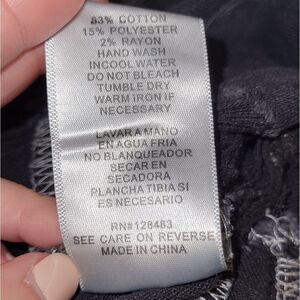 83% COTTON
15% POLYESTER
2% RAYON
HAND WASH
INCOOL WATER
DO NOT BLEACH
TUMBLE DRY
WARM IRON IF
NECESSARY
LAVAR A MANO
EN AGUA FRIA
NO BLANQUEADOR
SECAR EN
SECADORA
PLANCHA TIBIA SI
ES NECESARIO
RN#128483
SEE CARE ON REVERSE
MADE IN CHINA